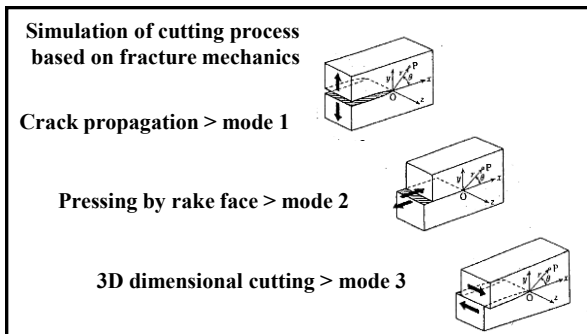 Simulation of cutting process
based on fracture mechanics
y r P
θ x
O
z
Crack propagation > mode 1
y r P
θ x
O
z
Pressing by rake face > mode 2
y r P
θ x
O
z
3D dimensional cutting > mode 3